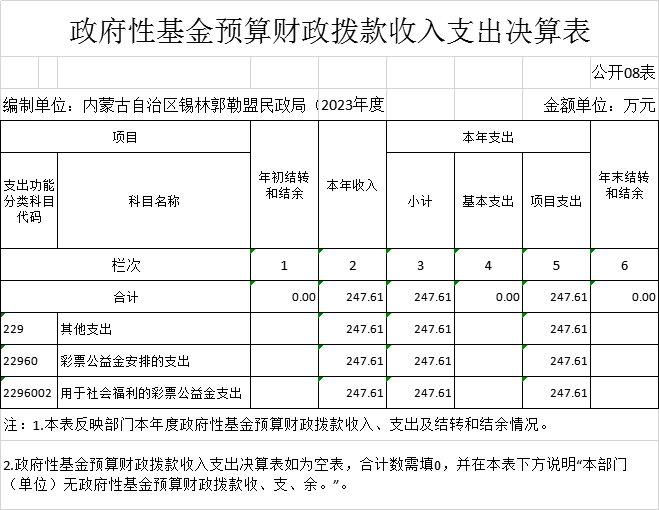 政府性基金预算财政拨款收入支出决算表
公开08表
编制单位：内蒙古自治区锡林郭勒盟民政局（ 2023年度 金额单位：万元
项目 年初结转和结余 本年收入 本年支出 年末结转和结余
支出功能分类科目代码 科目名称 小计 基本支出 项目支出
栏次 1 2 3 4 5 6
合计 0.00 247.61 247.61 0.00 247.61 0.00
229 其他支出 247.61 247.61 247.61
22960 彩票公益金安排的支出 247.61 247.61 247.61
2296002 用于社会福利的彩票公益金支出 247.61 247.61 247.61
注：1.本表反映部门本年度政府性基金预算财政拨款收入、支出及结转和结余情况。
2.政府性基金预算财政拨款收入支出决算表如为空表，合计数需填0，并在本表下方说明“本部门
（单位）无政府性基金预算财政拨款收、支、余。”。